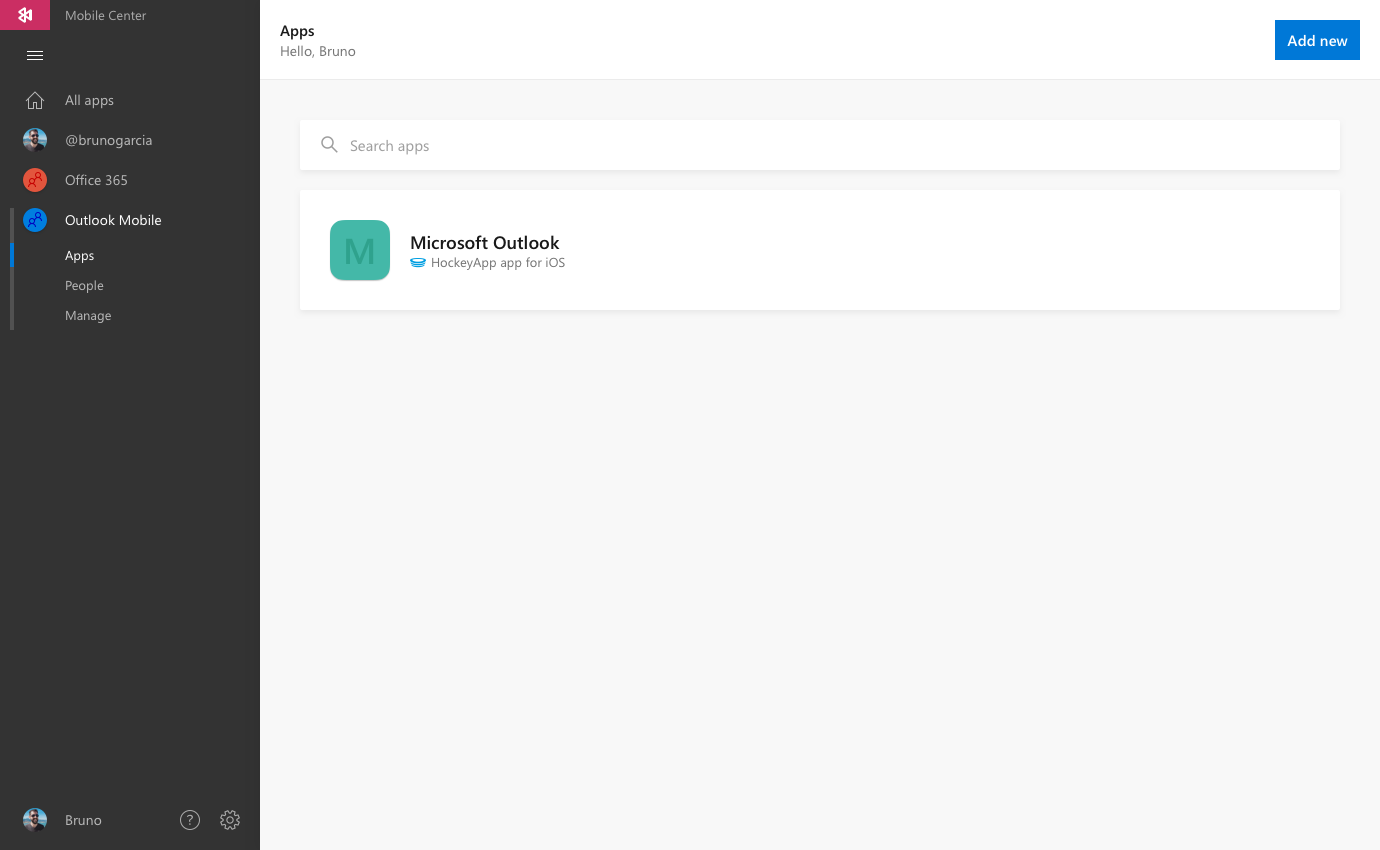 Mobile Center
All apps
@brunogarcia
Office 365
Outlook Mobile
Apps
People
Manage
Bruno
?
Apps
Hello, Bruno
Add new
Search apps
M
Microsoft Outlook
HockeyApp app for iOS